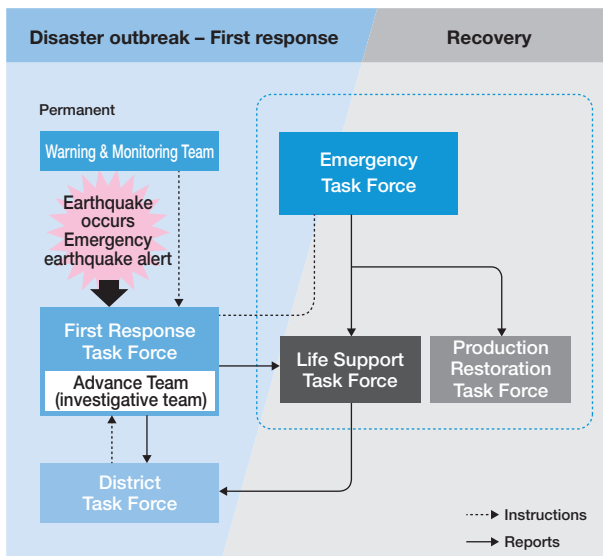 Disaster outbreak – First response
Recovery
Permanent
Warning & Monitoring Team
Earthquake
occurs
Emergency
earthquake alert
Emergency
Task Force
First Response
Task Force
Advance Team
(investigative team)
Life Support
Task Force
Production
Restoration
Task Force
District
Task Force
Instructions
Reports